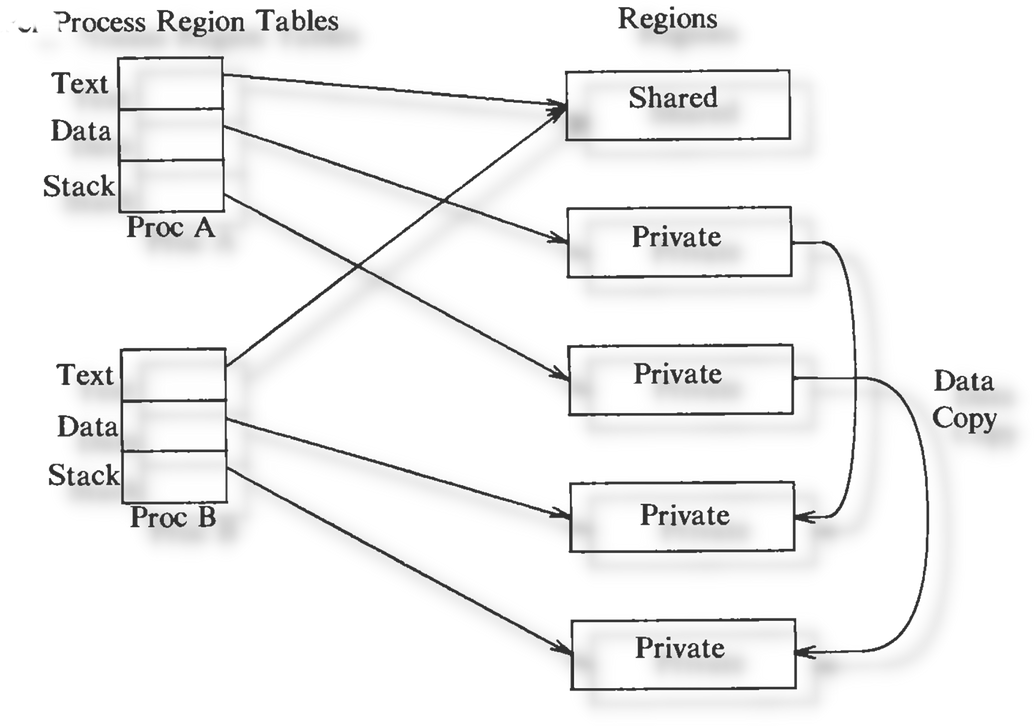 Process Region Tables
Regions
Text
Data
Stack
Proc A
Shared
Private
Private
Text
Data
Stack
Proc B
Private
Private
Data
Copy